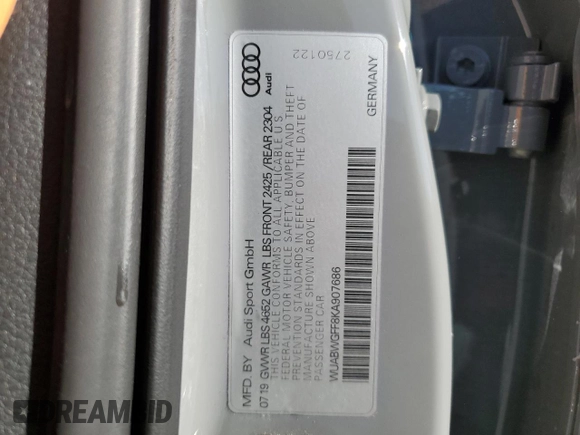 MFD. BY Audi Sport GmbH
07 19 GVWR LBS 4652 GAWR LBS FRONT 2425 / REAR 2304
THIS VEHICLE CONFORMS TO ALL APPLICABLE U S
FEDERAL MOTOR VEHICLE SAFETY, BUMPER AND THEFT
PREVENTION STANDARDS IN EFFECT ON THE DATE OF
MANUFACTURE SHOWN ABOVE
PASSENGER CAR
WUABWGFF8KA907686
GERMANY
Audi
2750122
DREAMBID